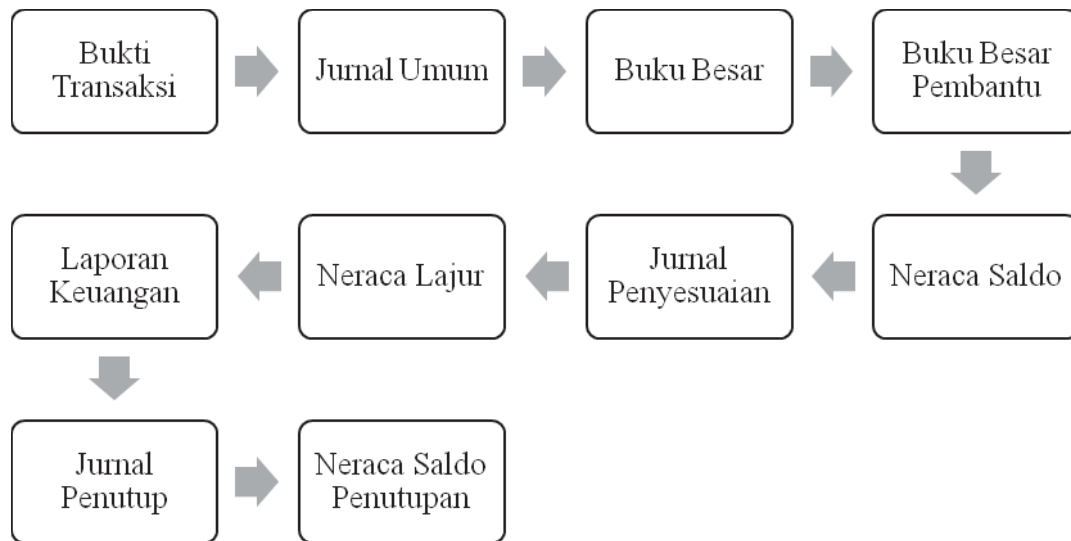 Bukti
Transaksi
Jurnal Umum
Buku Besar
Buku Besar
Pembantu
Neraca Saldo
Jurnal
Penyesuaian
Neraca Lajur
Laporan
Keuangan
Jurnal
Penutup
Neraca Saldo
Penutupan